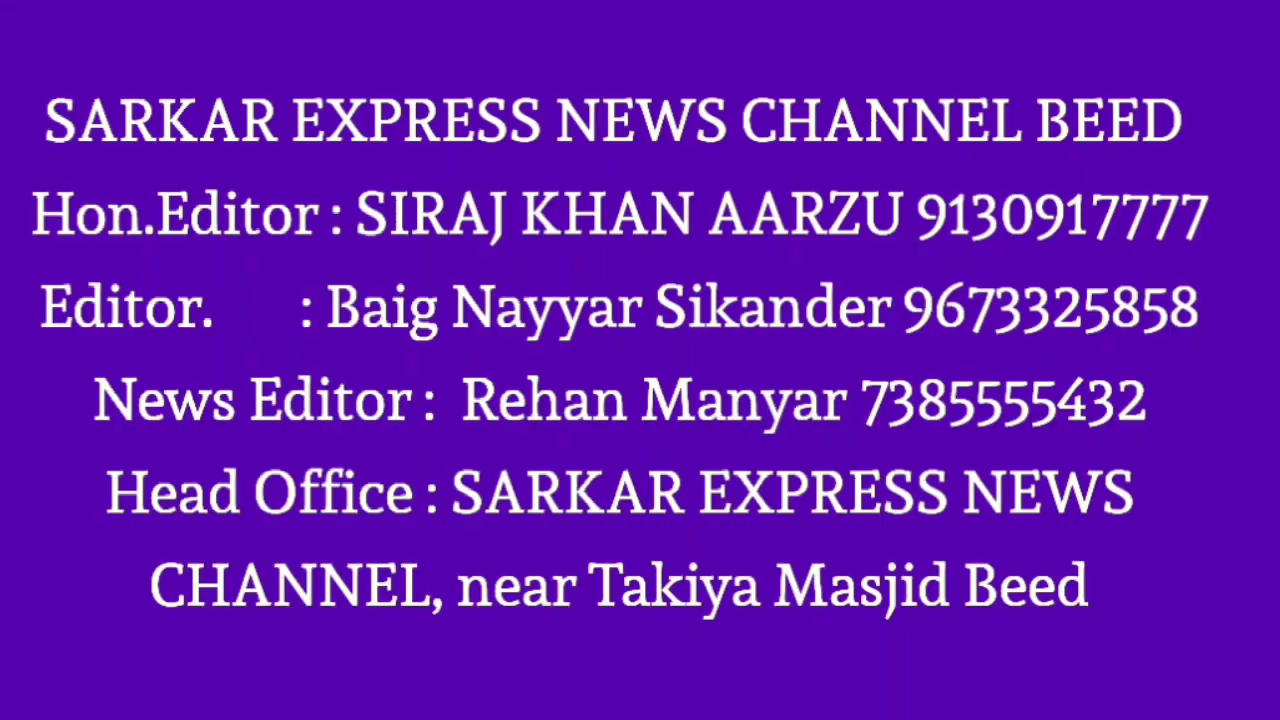 SARKAR EXPRESS NEWS CHANNEL BEED
Hon.Editor : SIRAJ KHAN AARZU 9130917777
Editor. : Baig Nayyar Sikander 9673325858
News Editor : Rehan Manyar 7385555432
Head Office : SARKAR EXPRESS NEWS
CHANNEL, near Takiya Masjid Beed